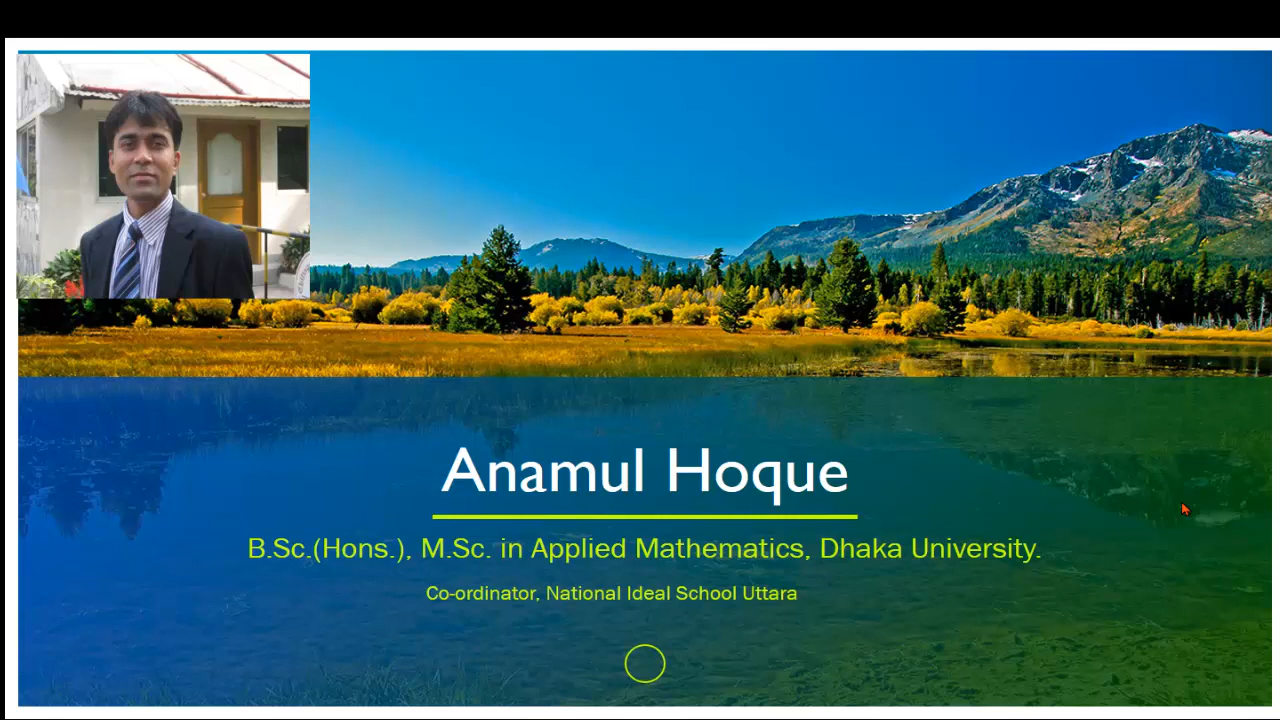 Anamul Hoque
B.Sc.(Hons.), M.Sc. in Applied Mathematics, Dhaka University.
Co-ordinator, National Ideal School Uttara